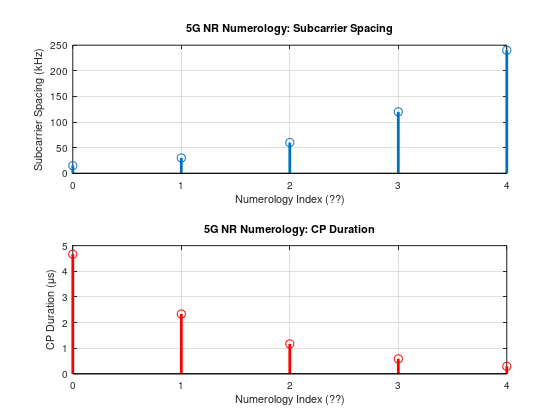 5G NR Numerology: Subcarrier Spacing
250
200
150
100
50
0
Subcarrier Spacing (kHz)
0 1 2 3 4
Numerology Index (??)
5G NR Numerology: CP Duration
5
4
3
2
1
0
CP Duration (µs)
0 1 2 3 4
Numerology Index (??)